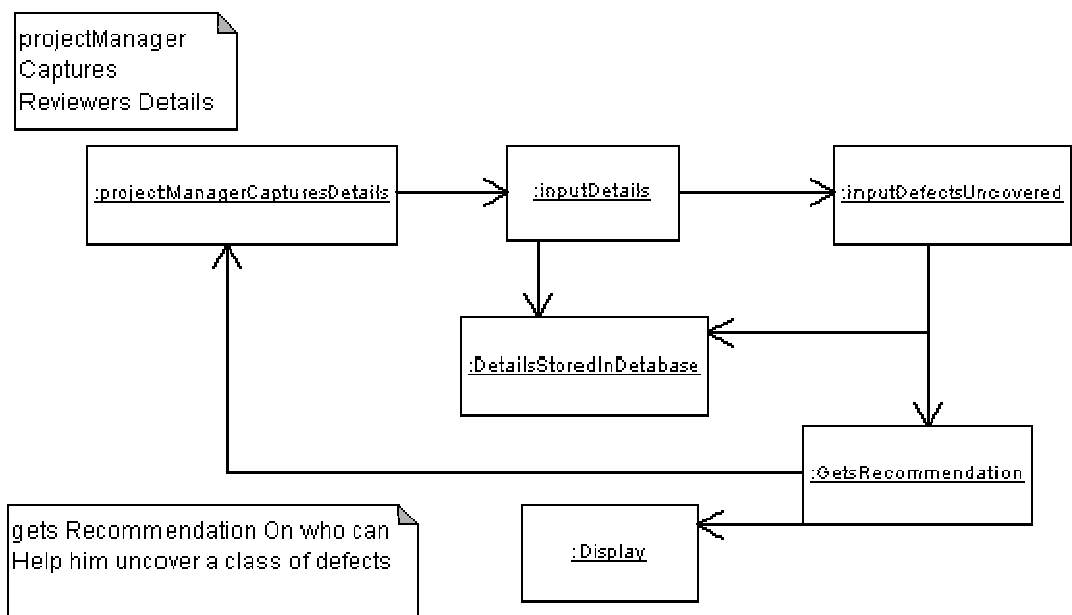 projectManager
Captures
Reviewers Details
:projectManagerCapturesDetails
:inputDetails
:inputDefectsUncovered
:DetailsStoredInDetabase
:GetsRecommendation
gets Recommendation On who can
Help him uncover a class of defects
:Display